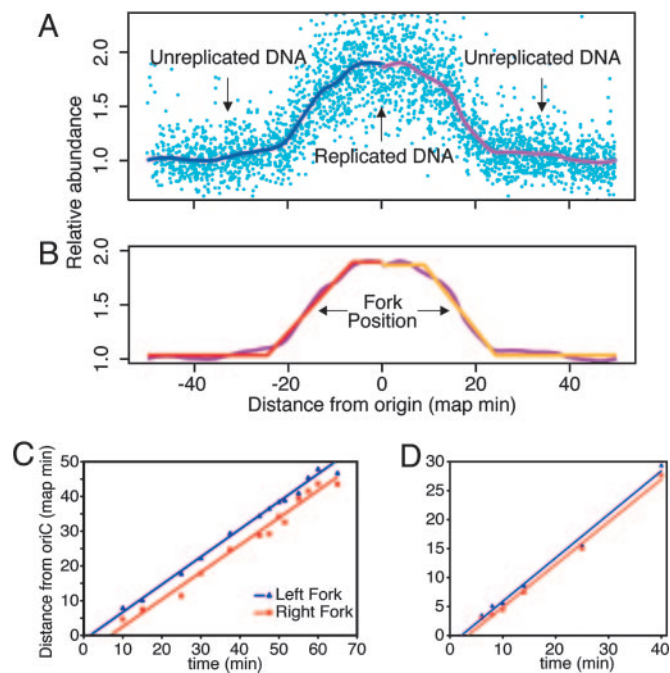 A
Unreplicated DNA
Unreplicated DNA
Replicated DNA
2.0
1.5
1.0
Relative abundance
B
Fork
Position
2.0
1.5
1.0
-40 -20 0 20 40
Distance from origin (map min)
C
50
40
30
20
10
0
Distance from oriC (map min)
Left Fork
Right Fork
0 10 20 30 40 50 60 70
time (min)
D
30
25
20
15
10
5
0
0 10 20 30 40
time (min)